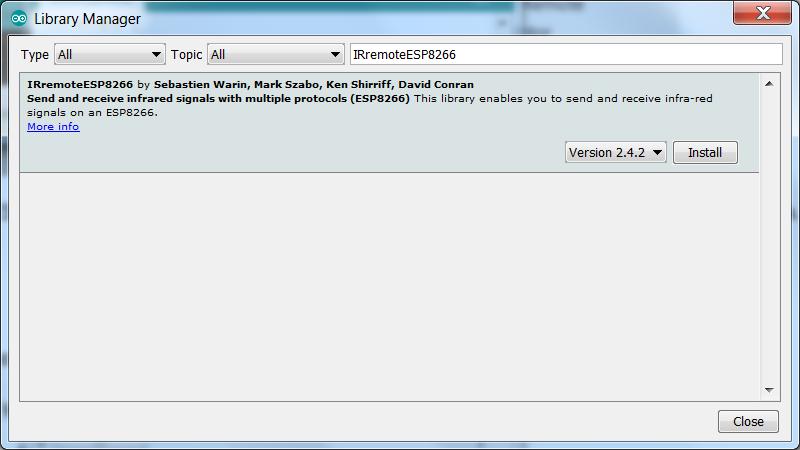 Library Manager
Type All Topic All IRremoteESP8266
IRremoteESP8266 by Sebastien Warin, Mark Szabo, Ken Shirriff, David Conran
Send and receive infrared signals with multiple protocols (ESP8266) This library enables you to send and receive infra-red
signals on an ESP8266.
More info
Version 2.4.2 Install
Close